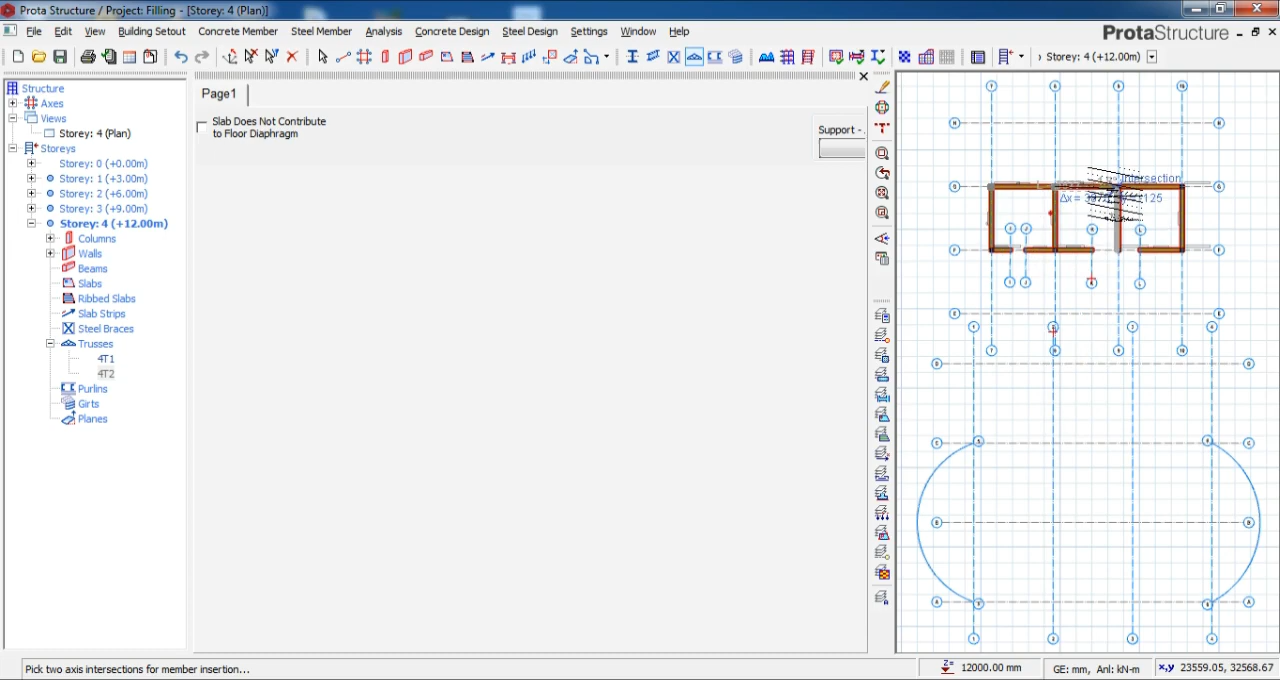 Prota Structure / Project: Filling - [Storey: 4 (Plan)]
File Edit View Building Setout Concrete Member Steel Member Analysis Concrete Design Steel Design Settings Window Help
ProtaStructure
Storey: 4 (+12.00m)
Structure
Axes
Views
Storey: 4 (Plan)
Storeys
Storey: 0 (+0.00m)
Storey: 1 (+3.00m)
Storey: 2 (+6.00m)
Storey: 3 (+9.00m)
Storey: 4 (+12.00m)
Columns
Walls
Beams
Slabs
Ribbed Slabs
Slab Strips
Steel Braces
Trusses
4T1
4T2
Purlins
Girts
Planes
Page1
Slab Does Not Contribute
to Floor Diaphragm
Support -
Intersection
Pick two axis intersections for member insertion...
Z=
12000.00 mm
GE: mm, Anl: kN-m
x,y 23559.05, 32568.67